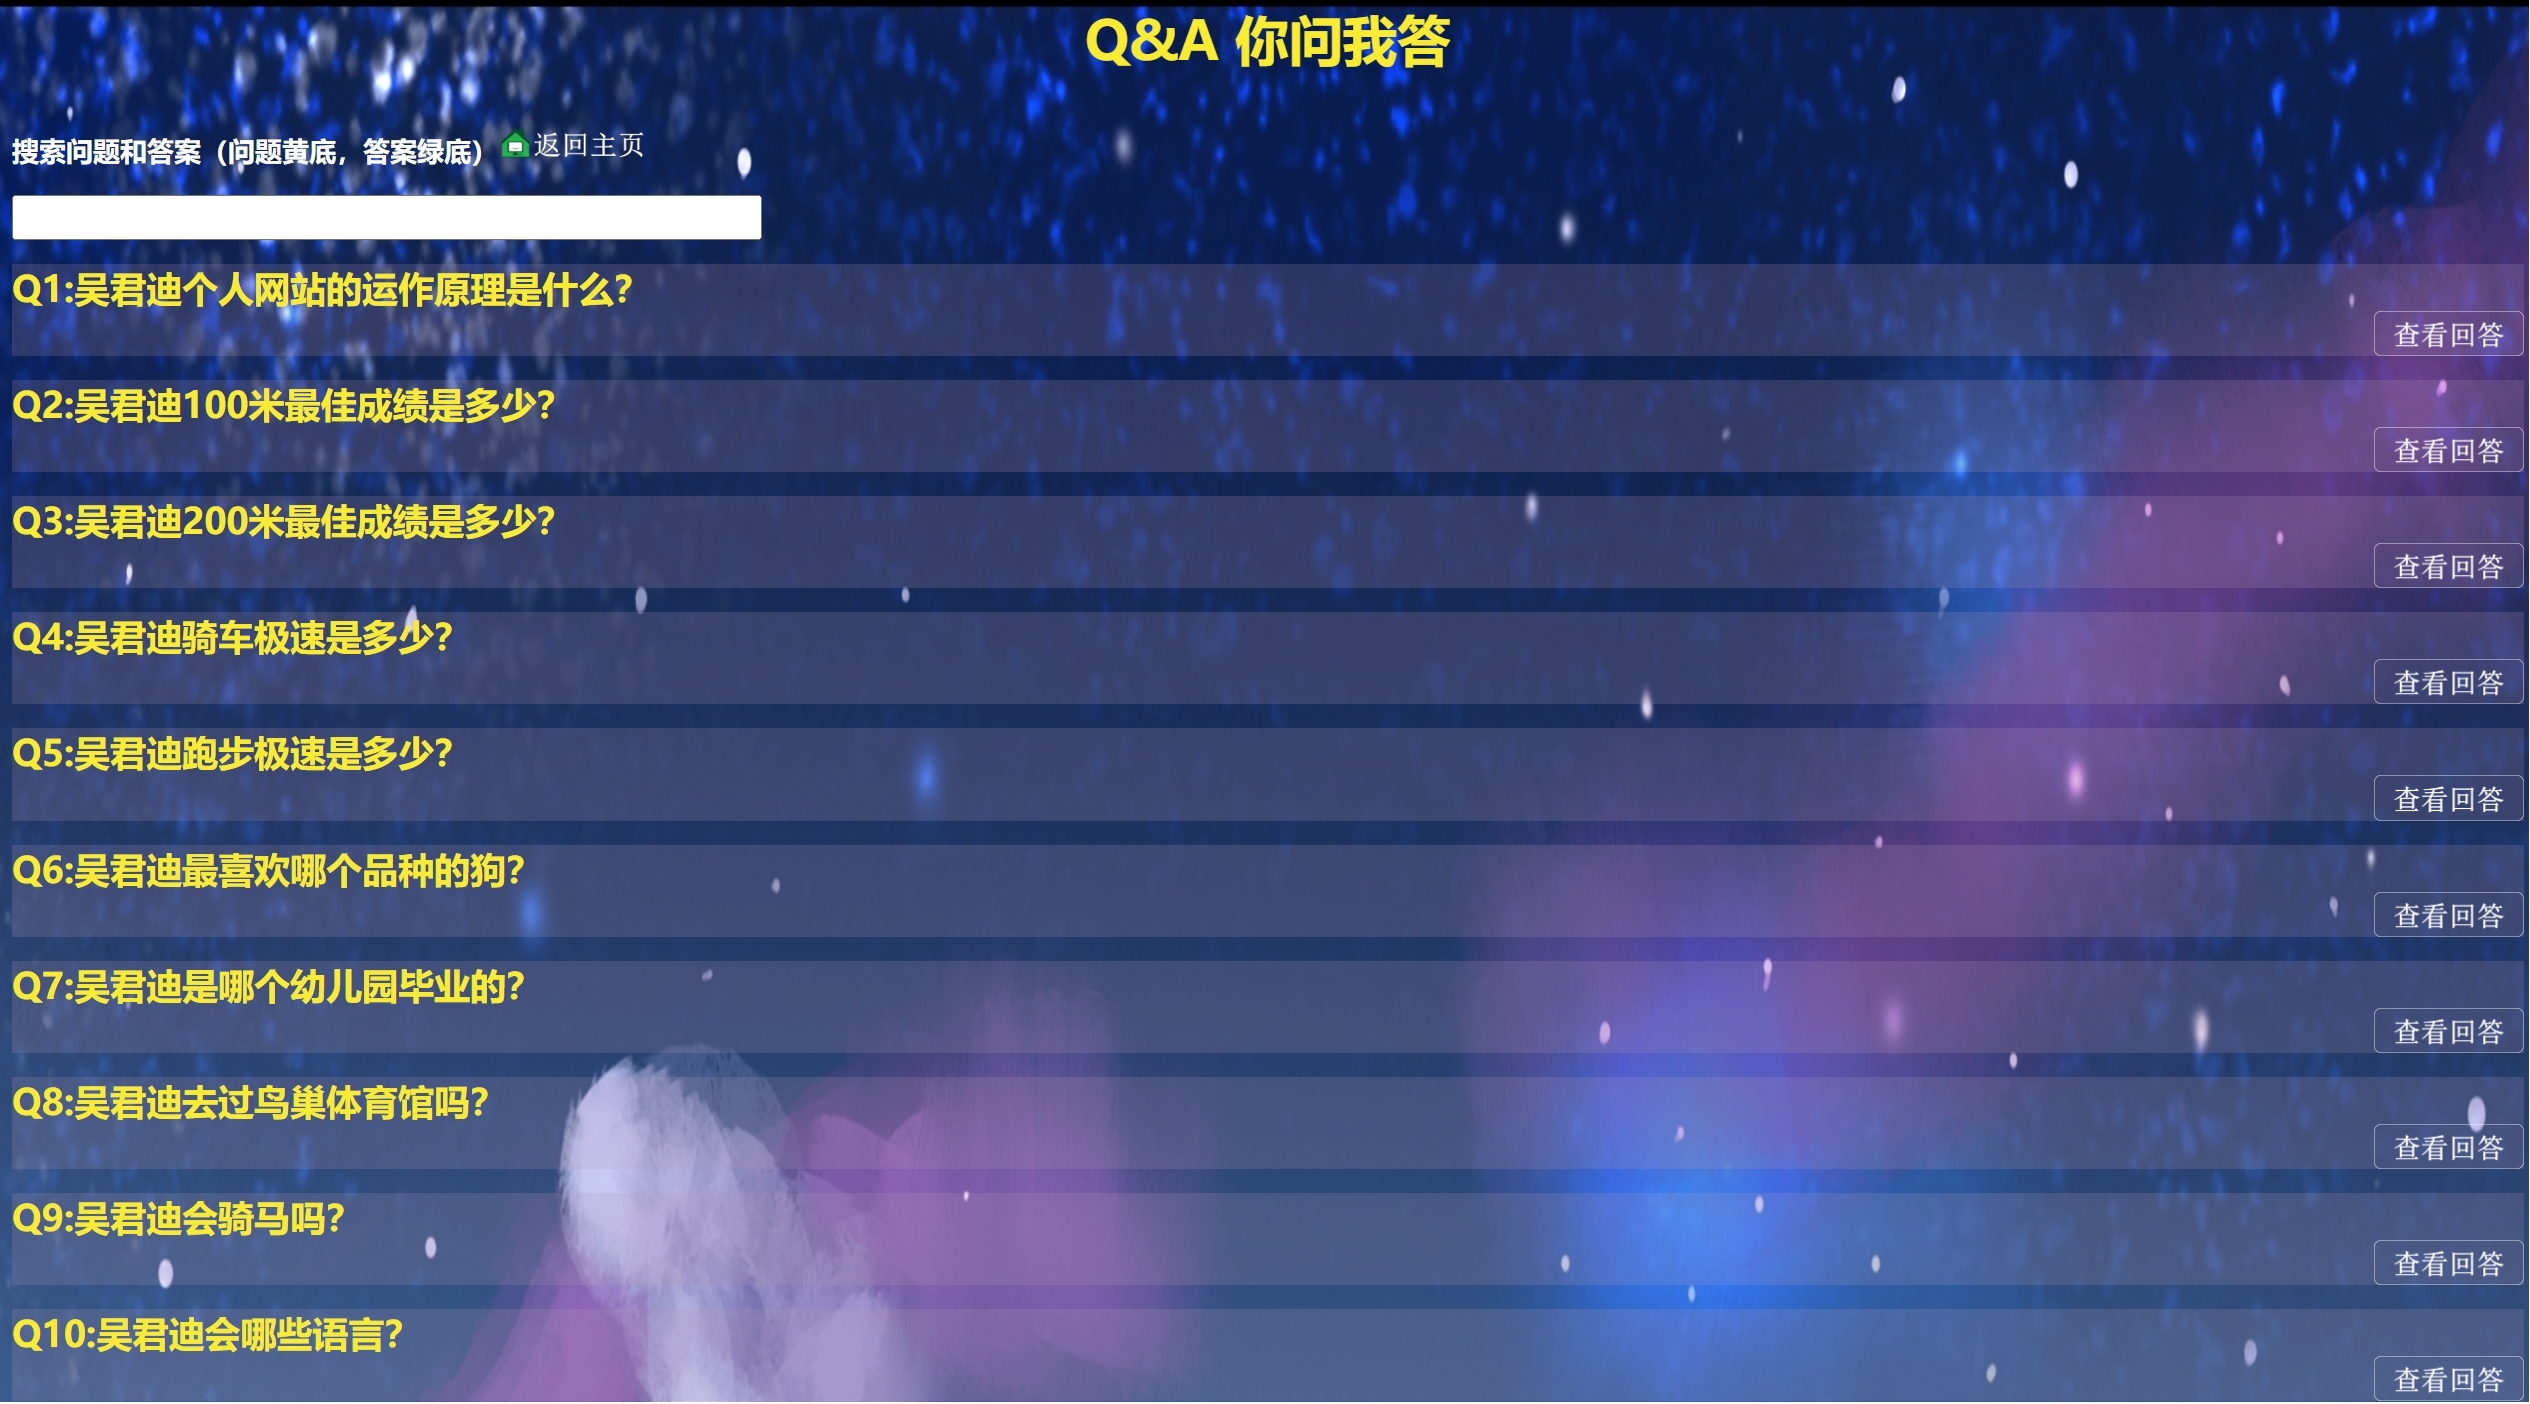 Q&A 你问我答
搜索问题和答案（问题黄底，答案绿底） 返回主页
Q1:吴君迪个人网站的运作原理是什么？
查看回答
Q2:吴君迪100米最佳成绩是多少？
查看回答
Q3:吴君迪200米最佳成绩是多少？
查看回答
Q4:吴君迪骑车极速是多少？
查看回答
Q5:吴君迪跑步极速是多少？
查看回答
Q6:吴君迪最喜欢哪个品种的狗？
查看回答
Q7:吴君迪是哪个幼儿园毕业的？
查看回答
Q8:吴君迪去过鸟巢体育馆吗？
查看回答
Q9:吴君迪会骑马吗？
查看回答
Q10:吴君迪会哪些语言？
查看回答